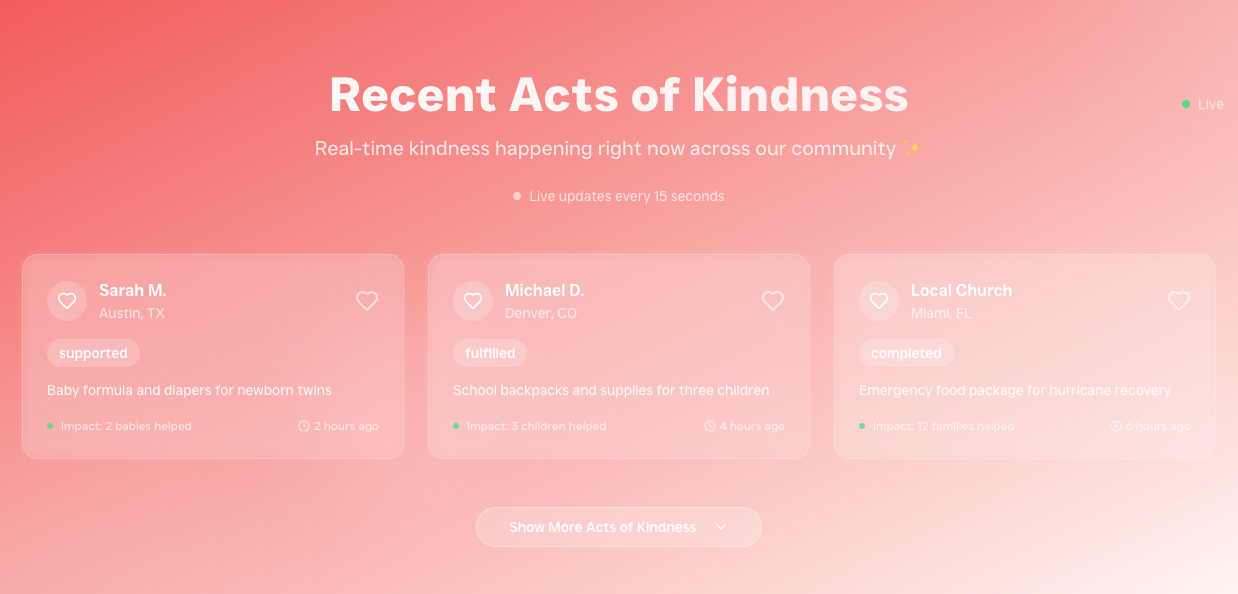 Recent Acts of Kindness
Live
Real-time kindness happening right now across our community ✨
Live updates every 15 seconds
Sarah M.
Austin, TX
supported
Baby formula and diapers for newborn twins
Impact: 2 babies helped
2 hours ago
Michael D.
Denver, CO
fulfilled
School backpacks and supplies for three children
Impact: 3 children helped
4 hours ago
Local Church
Miami, FL
completed
Emergency food package for hurricane recovery
Impact: 12 families helped
6 hours ago
Show More Acts of Kindness